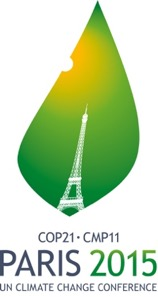 COP21 · CMP11
PARIS 2015
UN CLIMATE CHANGE CONFERENCE